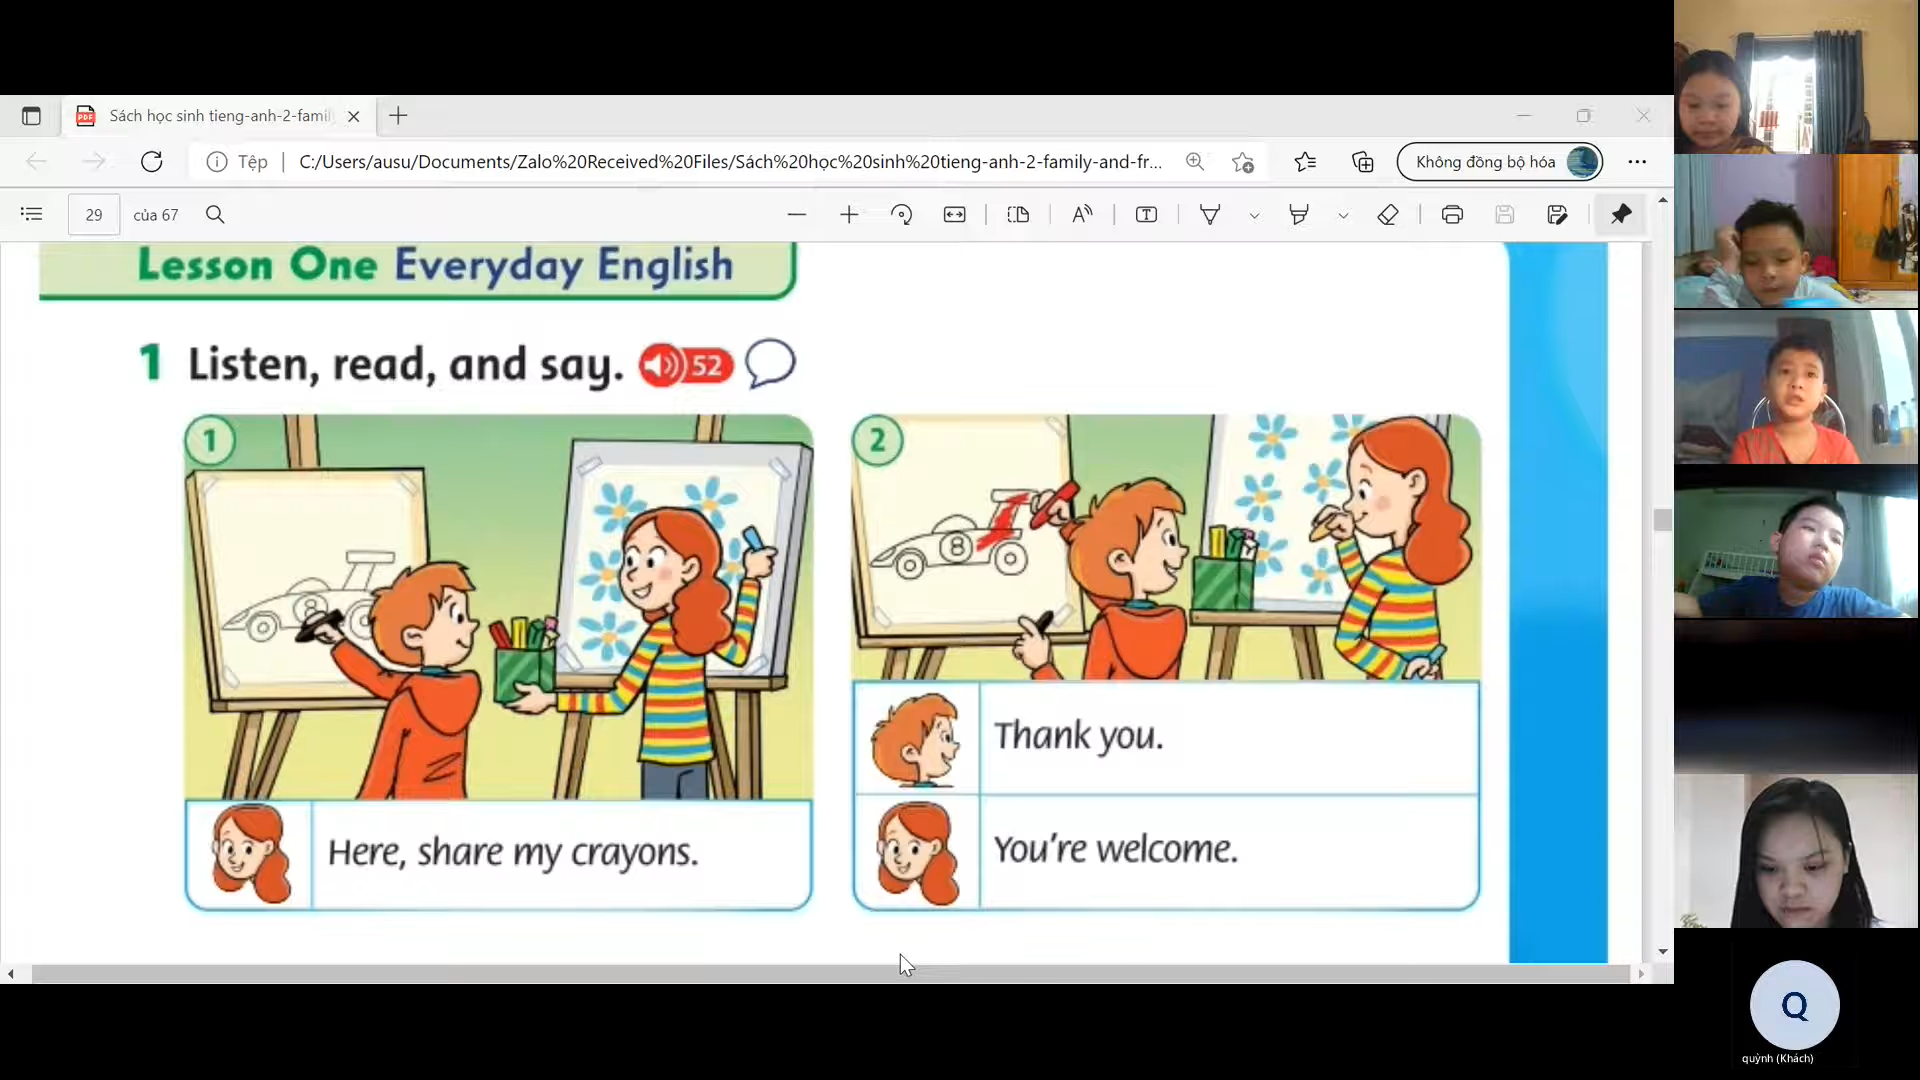 Sách học sinh tieng-anh-2-famil
Tệp
C:/Users/ausu/Documents/Zalo%20Received%20Files/Sách%20học%20sinh%20tieng-anh-2-family-and-fr...
Không đồng bộ hóa
29
của 67
Lesson One Everyday English
1 Listen, read, and say. 52
1
8
2
8
Thank you.
Here, share my crayons.
You're welcome.
Q
quỳnh (Khách)